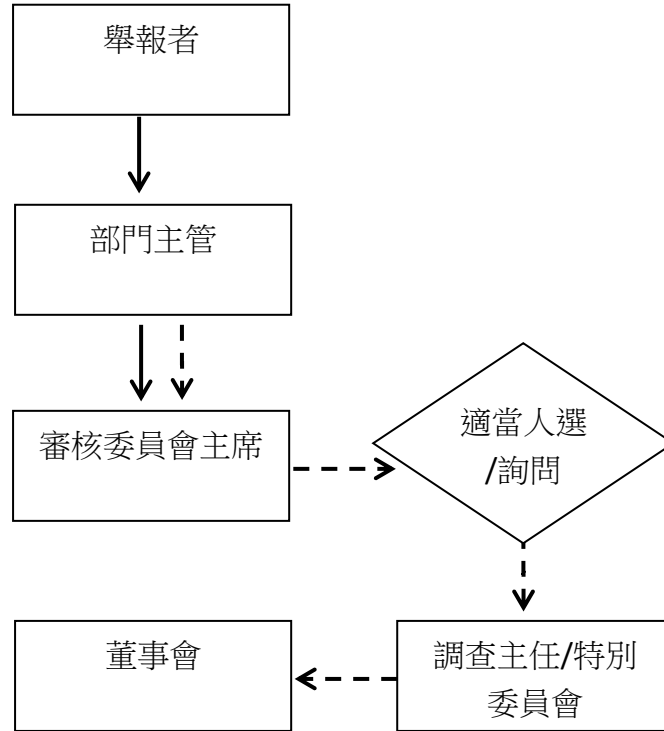 舉報者
部門主管
審核委員會主席
適當人選
/詢問
董事會
調查主任/特別
委員會